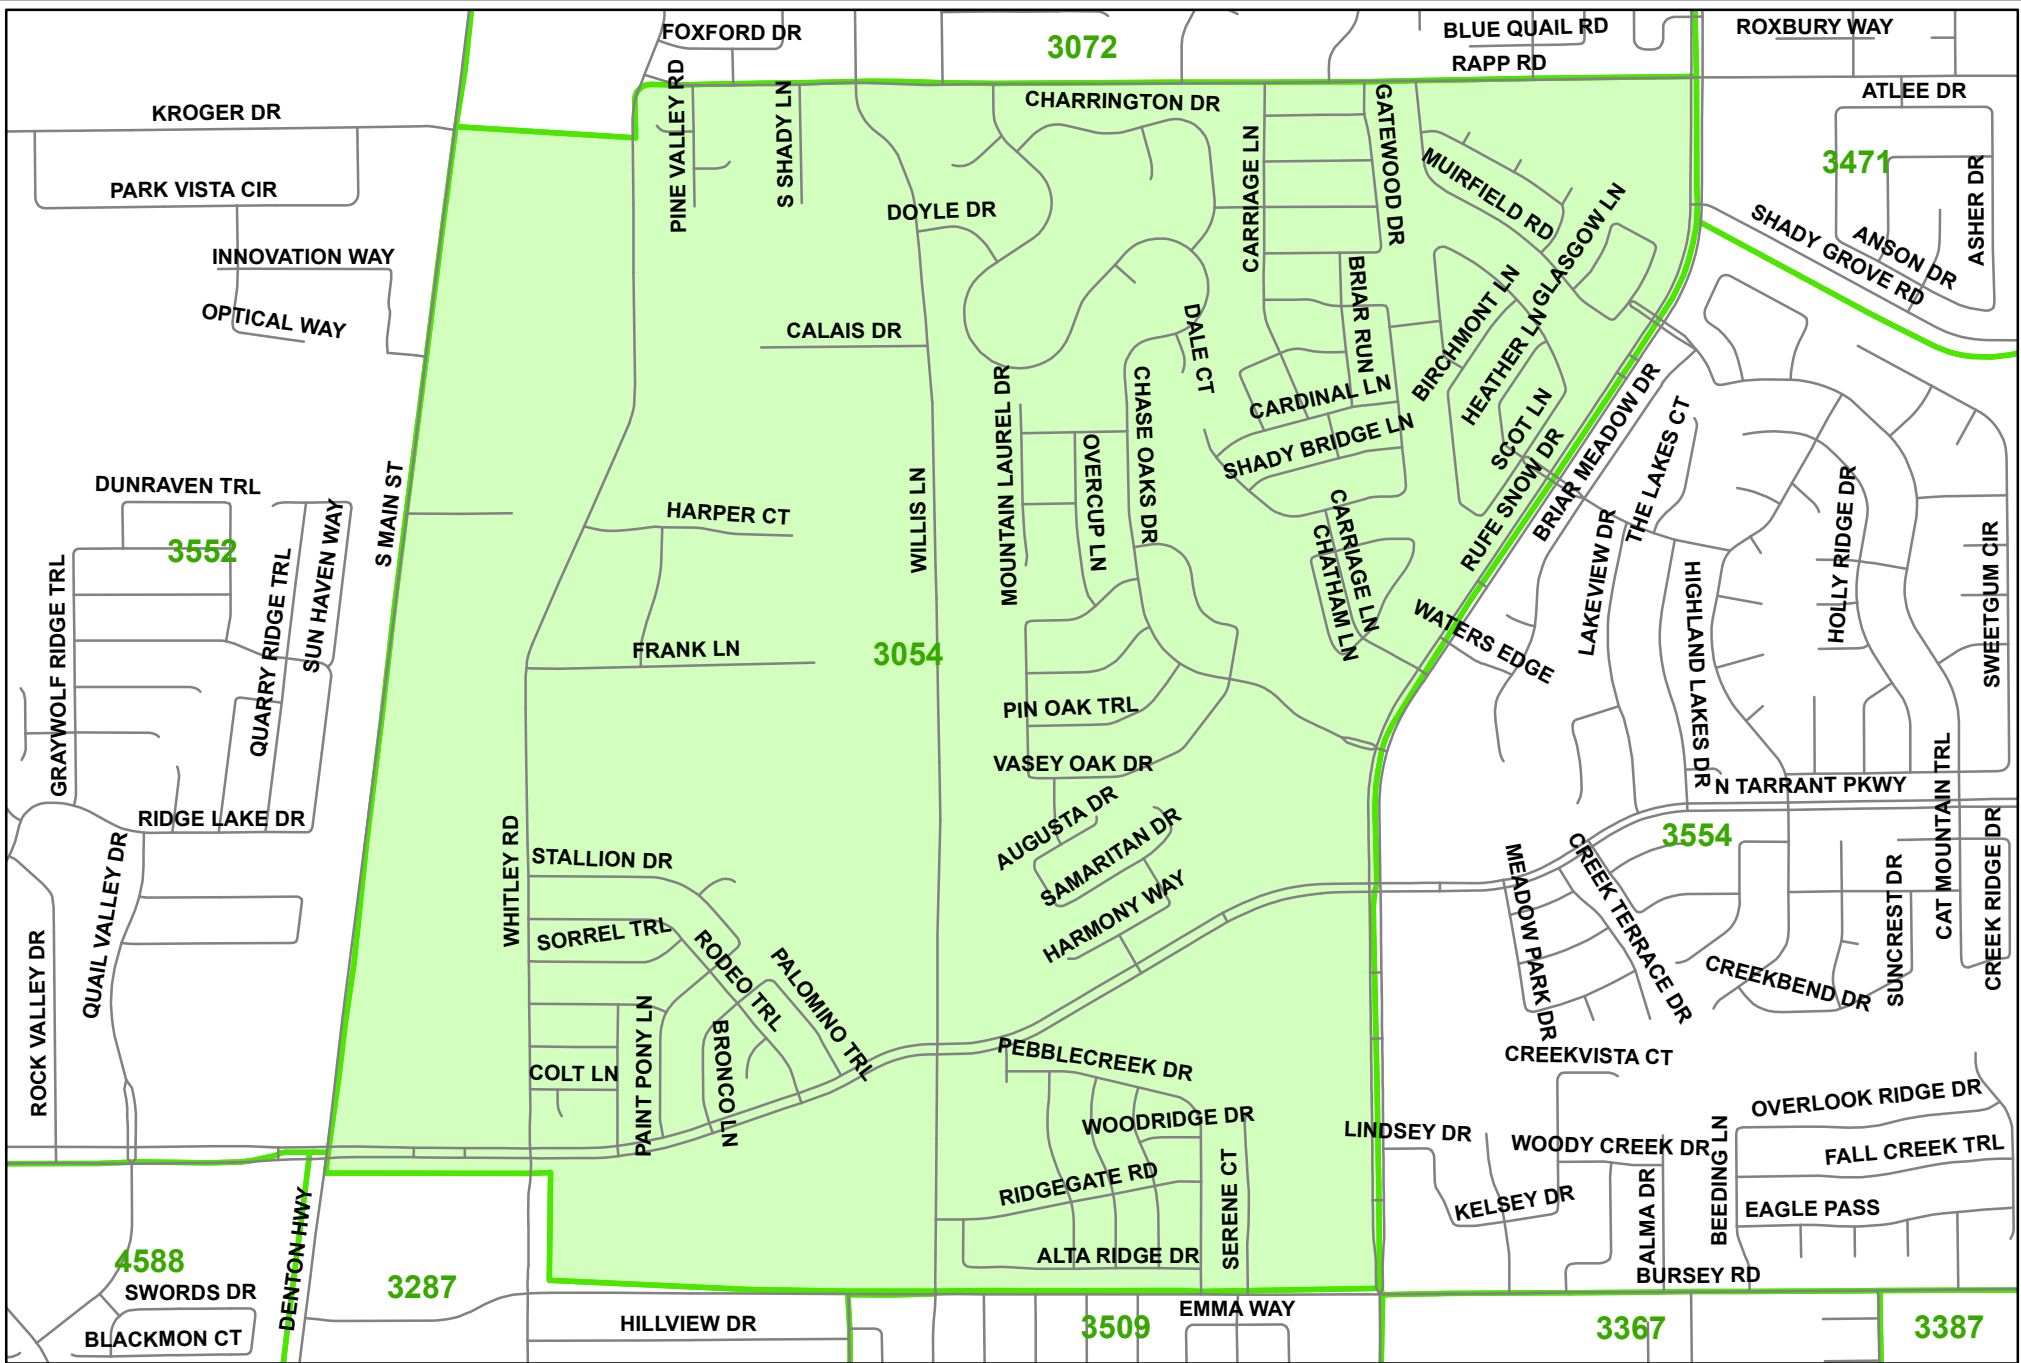 FOXFORD DR
3072
BLUE QUAIL RD
ROXBURY WAY
RAPP RD
KROGER DR
PINE VALLEY RD
S SHADY LN
CHARRINGTON DR
GATEWOOD DR
ATLEE DR
3471
PARK VISTA CIR
CARRIAGE LN
MUIRFIELD RD
ASHER DR
DOYLE DR
SHADY GROVE RD
ANSON DR
INNOVATION WAY
GLASGOW LN
OPTICAL WAY
CALAIS DR
BRIAR RUN
BIRCHMONT LN
HEATHER LN
DALE CT
CARDINAL LN
SHADY BRIDGE LN
SCOT LN
BRIAR MEADOW DR
RUFE SNOW DR
THE LAKES CT
MOUNTAIN LAUREL DR
OVERCUP LN
CHASE OAKS DR
DUNRAVEN TRL
S MAIN ST
HARPER CT
WILLIS LN
CARRIAGE LN
CHATHAM LN
HOLLY RIDGE DR
3552
SUN HAVEN WAY
QUARRY RIDGE TRL
GRAYWOLF RIDGE TRL
LAKEVIEW DR
HIGHLAND LAKES DR
SWEETGUM CIR
WATERS EDGE
FRANK LN
3054
PIN OAK TRL
VASEY OAK DR
N TARRANT PKWY
CAT MOUNTAIN TRL
RIDGE LAKE DR
AUGUSTA DR
SAMARITAN DR
HARMONY WAY
3554
CREEK RIDGE DR
QUAIL VALLEY DR
WHITLEY RD
STALLION DR
SORREL TRL
RODEO TRL
PALOMINO TRL
MEADOW PARK DR
CREEK TERRACE DR
CREEKBEND DR
SUNCREST DR
ROCK VALLEY DR
PAINT PONY LN
BRONCO LN
COLT LN
PEBBLECREEK DR
CREEKVISTA CT
OVERLOOK RIDGE DR
WOODRIDGE DR
LINDSEY DR
WOODY CREEK DR
BEEDING LN
FALL CREEK TRL
RIDGEGATE RD
SERENE CT
KELSEY DR
ALMA DR
EAGLE PASS
DENTON HWY
4588
3287
ALTA RIDGE DR
BURSEY RD
SWORDS DR
BLACKMON CT
HILLVIEW DR
EMMA WAY
3509
3367
3387